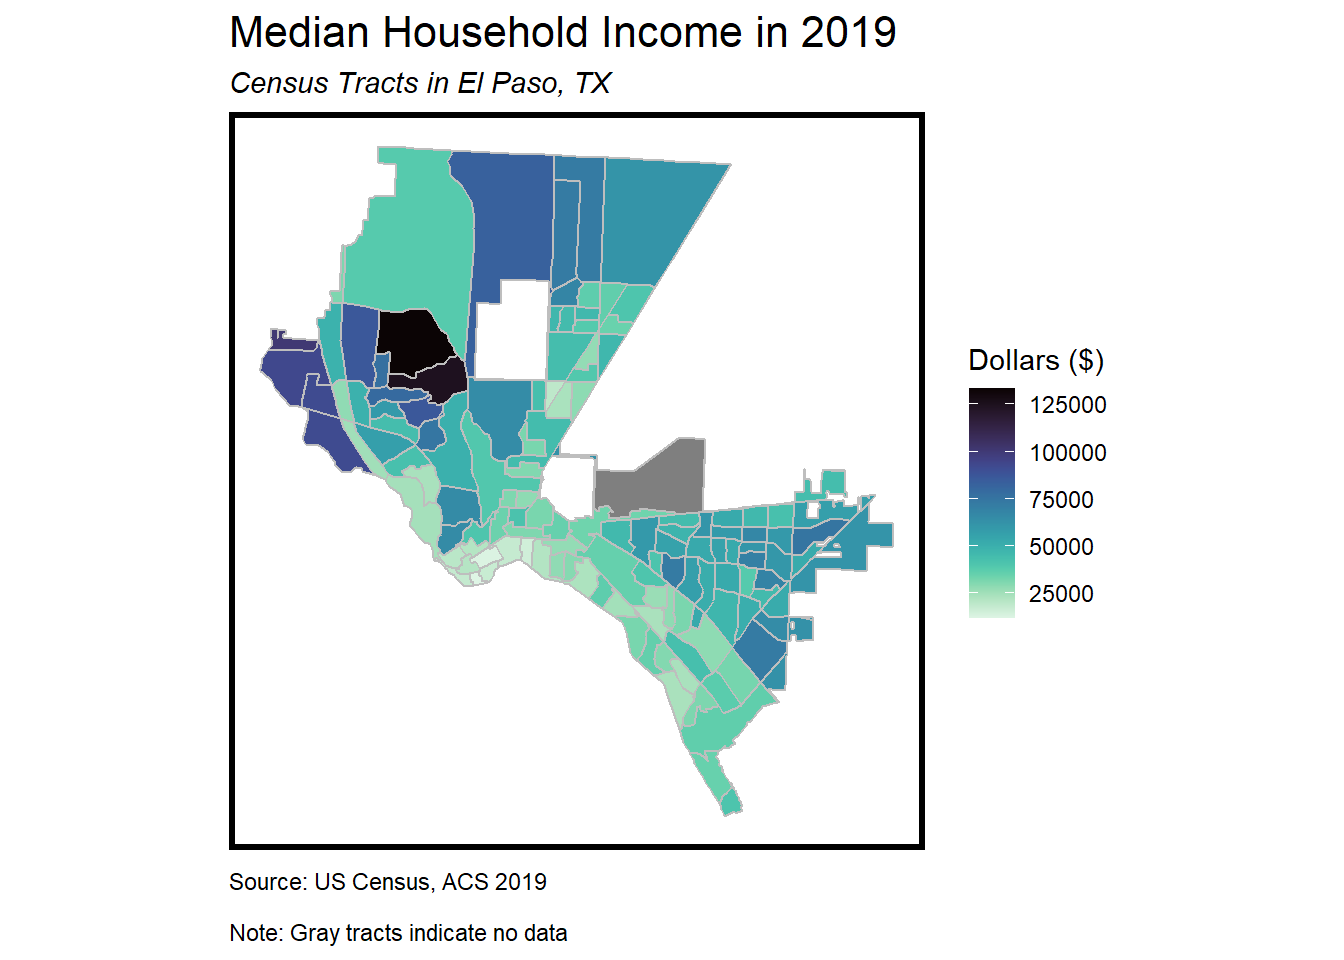 Median Household Income in 2019
Census Tracts in El Paso, TX
Dollars ($)
125000
100000
75000
50000
25000
Source: US Census, ACS 2019
Note: Gray tracts indicate no data